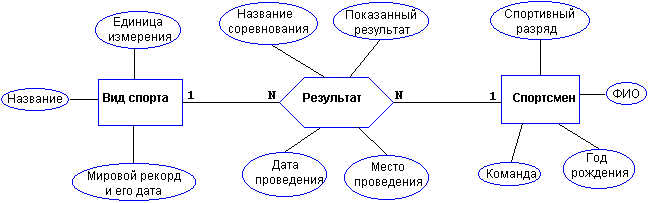 Единица
измерения
Название
соревнования
Показанный
результат
Спортивный
разряд
Название
Вид спорта
1
N
Результат
N
1
Спортсмен
ФИО
Мировой рекорд
и его дата
Дата
проведения
Место
проведения
Команда
Год
рождения